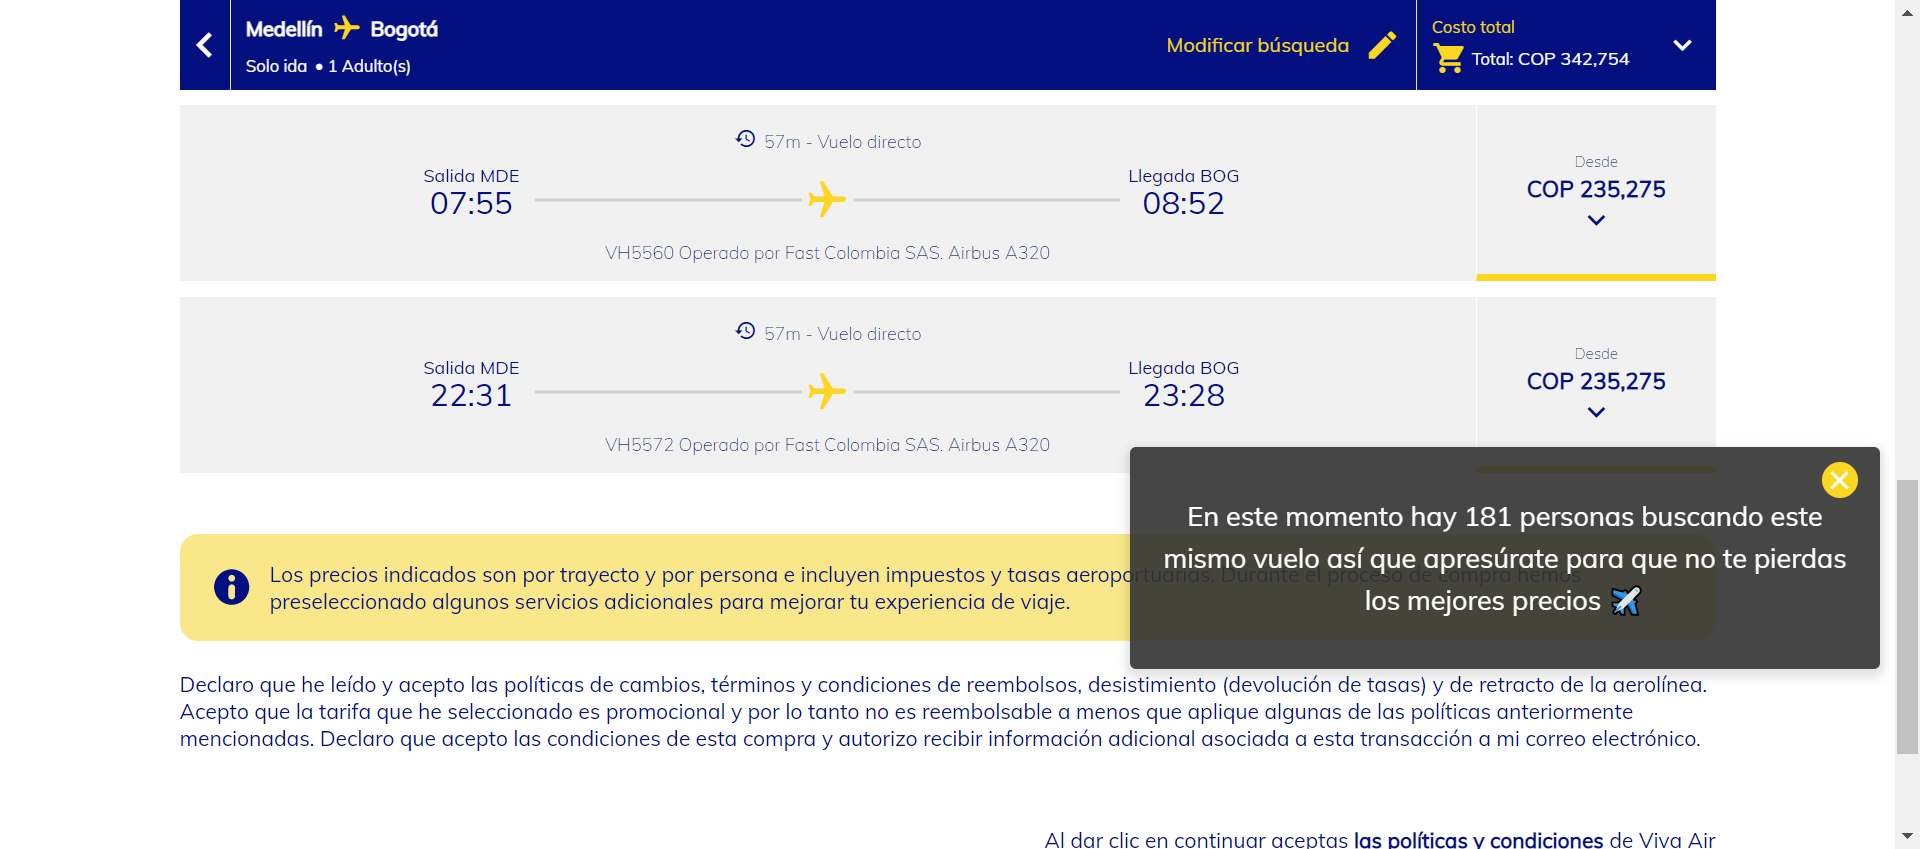 Medellín Bogotá
Solo ida • 1 Adulto(s)
Modificar búsqueda
Costo total
Total: COP 342,754
57m - Vuelo directo
Salida MDE
07:55
Llegada BOG
08:52
VH5560 Operado por Fast Colombia SAS. Airbus A320
Desde
COP 235,275
57m - Vuelo directo
Salida MDE
22:31
Llegada BOG
23:28
VH5572 Operado por Fast Colombia SAS. Airbus A320
Desde
COP 235,275
En este momento hay 181 personas buscando este
mismo vuelo así que apresúrate para que no te pierdas
los mejores precios
Los precios indicados son por trayecto y por persona e incluyen impuestos y tasas aeroportuarias. Durante el proceso de compra hemos
preseleccionado algunos servicios adicionales para mejorar tu experiencia de viaje.
Declaro que he leído y acepto las políticas de cambios, términos y condiciones de reembolsos, desistimiento (devolución de tasas) y de retracto de la aerolínea.
Acepto que la tarifa que he seleccionado es promocional y por lo tanto no es reembolsable a menos que aplique algunas de las políticas anteriormente
mencionadas. Declaro que acepto las condiciones de esta compra y autorizo recibir información adicional asociada a esta transacción a mi correo electrónico.
Al dar clic en continuar aceptas las políticas y condiciones de Viva Air